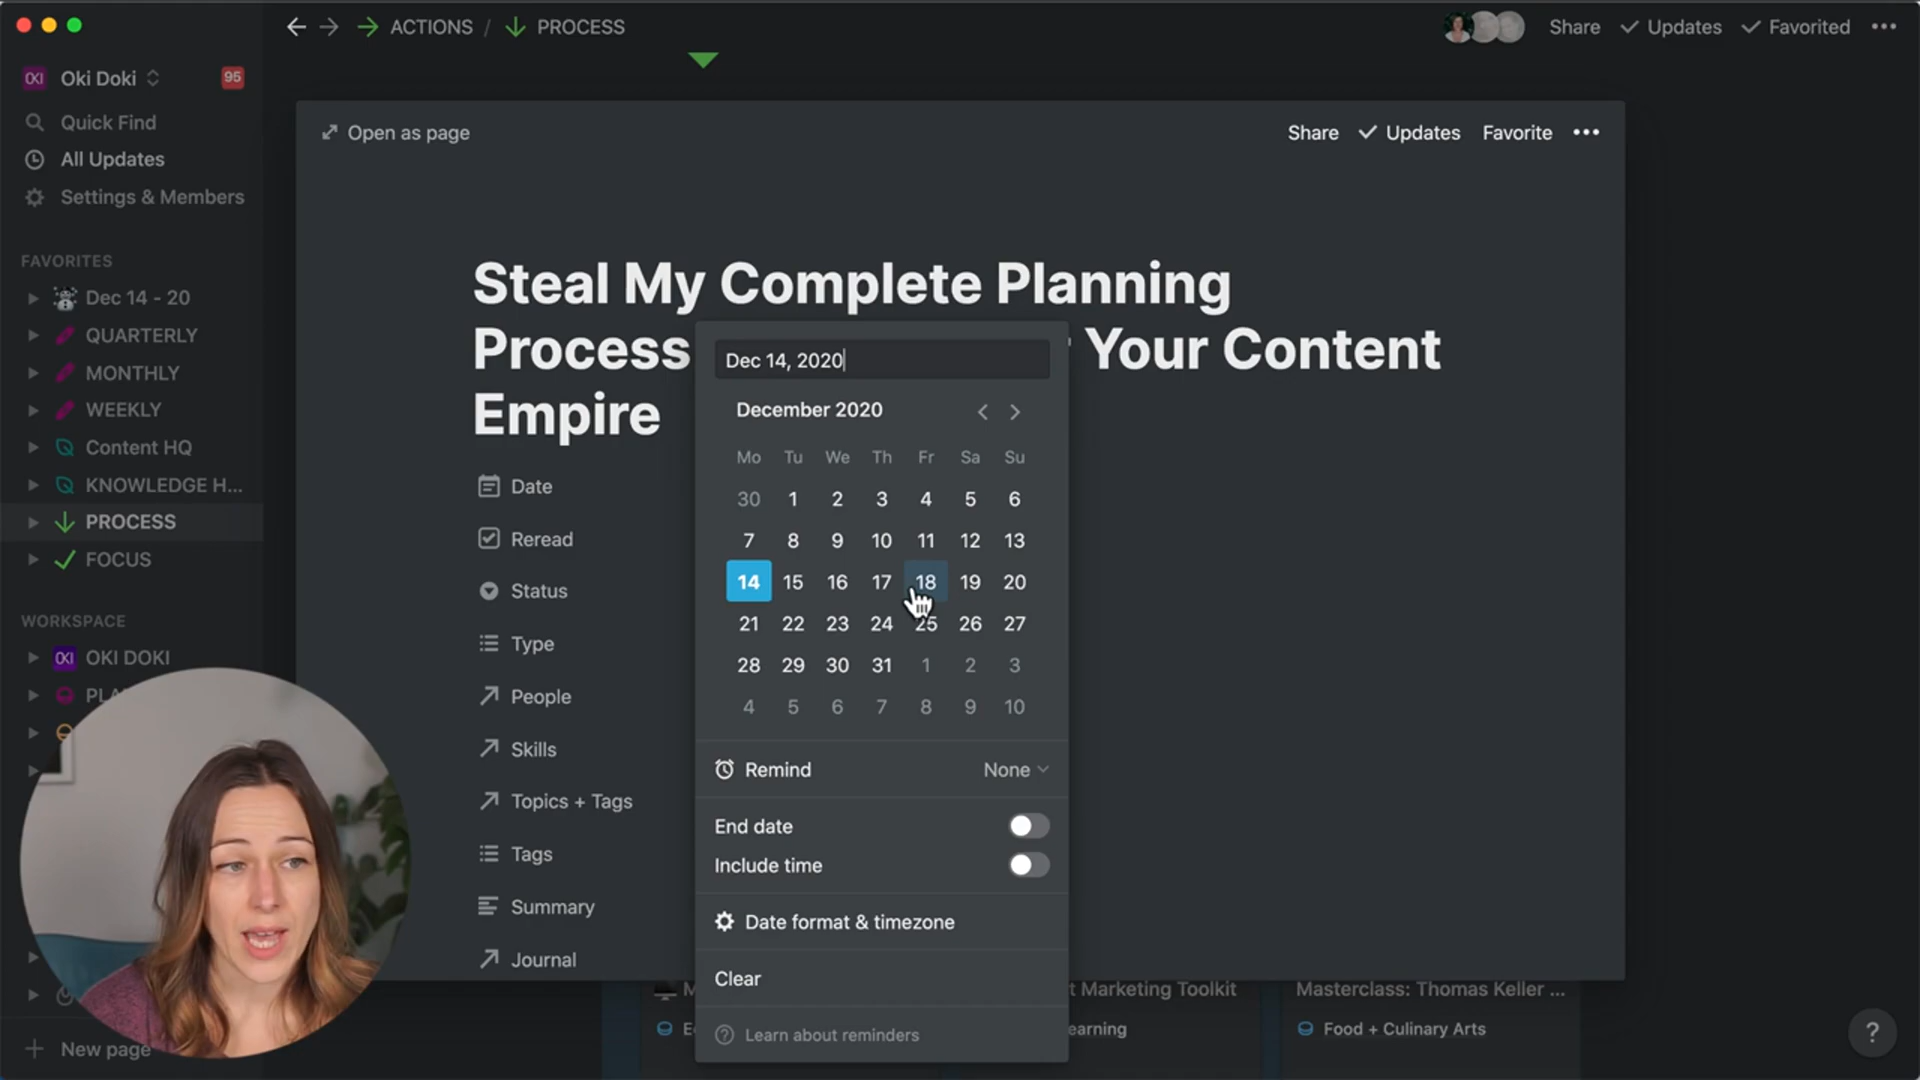 ACTIONS / PROCESS
Share Updates Favorited
Oki Doki 95
Quick Find
All Updates
Settings & Members
FAVORITES
Dec 14 - 20
QUARTERLY
MONTHLY
WEEKLY
Content HQ
KNOWLEDGE H...
PROCESS
FOCUS
WORKSPACE
OKI DOKI
New page
Open as page
Share Updates Favorite
Steal My Complete Planning
Process Your Content
Empire
Date
Reread
Status
Type
People
Skills
Topics + Tags
Tags
Summary
Journal
Dec 14, 2020
December 2020
Mo Tu We Th Fr Sa Su
30 1 2 3 4 5 6
7 8 9 10 11 12 13
14 15 16 17 18 19 20
21 22 23 24 25 26 27
28 29 30 31 1 2 3
4 5 6 7 8 9 10
Remind None
End date
Include time
Date format & timezone
Clear
? Learn about reminders
Marketing Toolkit
Masterclass: Thomas Keller ...
Food + Culinary Arts
?